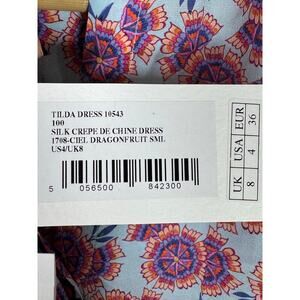 TILDA DRESS 10543
100
SILK CREPE DE CHINE DRESS
1708-CIEL DRAGONFRUIT SML
US4/UK8
5 056500 842300
UK USA EUR
8 4 36